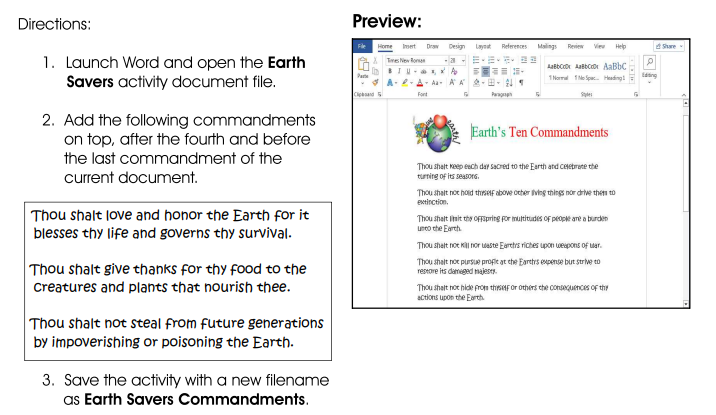 Directions:
1. Launch Word and open the Earth
Savers activity document file.
2. Add the following commandments
on top, after the fourth and before
the last commandment of the
current document.
Thou shalt love and honor the Earth for it
blesses thy life and governs thy survival.
Thou shalt give thanks for thy food to the
creatures and plants that nourish thee.
Thou shalt not steal from future generations
by impoverishing or poisoning the Earth.
3. Save the activity with a new filename
as Earth Savers Commandments.
Preview:
File Home Insert Draw Design Layout References Mailings Review View Help Share
Times New Roman 28
Paste
B I U ab x, x²
Aa A A
AaBbCcDt AaBbCcDt AaBbC
1 Normal 1 No Spac... Heading 1
Editing
Clipboard Font Paragraph Styles
Earth's Ten Commandments
Thou shalt keep each day sacred to the Earth and celebrate the
turning of its seasons.
Thou shalt not hold thyself above other living things nor drive them to
extinction.
Thou shalt limit thy offspring for multitudes of people are a burden
unto the Earth.
Thou shalt not kill nor waste Earth's riches upon weapons of war.
Thou shalt not pursue profit at the Earth's expense but strive to
restore its damaged majesty.
Thou shalt not hide from thyself or others the consequences of thy
actions upon the Earth.